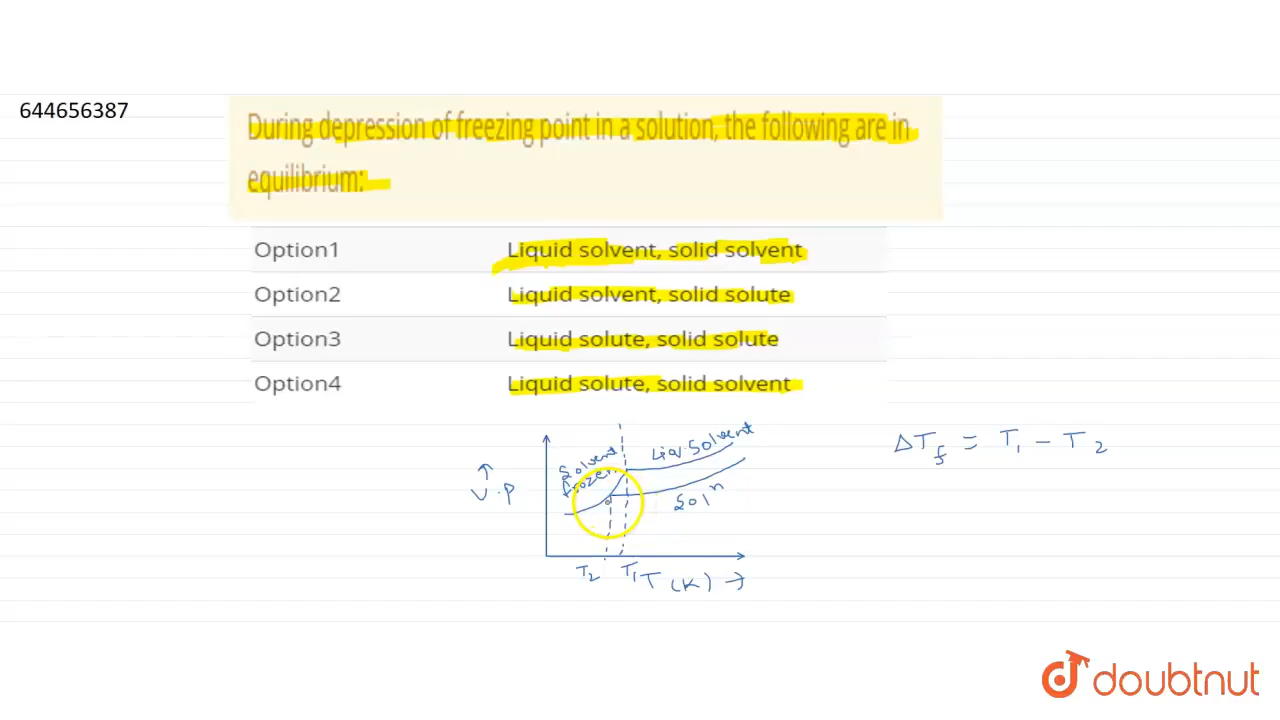 644656387
During depression of freezing point in a solution, the following are in
equilibrium:
Option1 Liquid solvent, solid solvent
Option2 Liquid solvent, solid solute
Option3 Liquid solute, solid solute
Option4 Liquid solute, solid solvent
Solvent
frozen
Liq. Solvent
Solⁿ
V.P
T₂
T₁
T (K) →
ΔT_f = T₁ - T₂
doubtnut